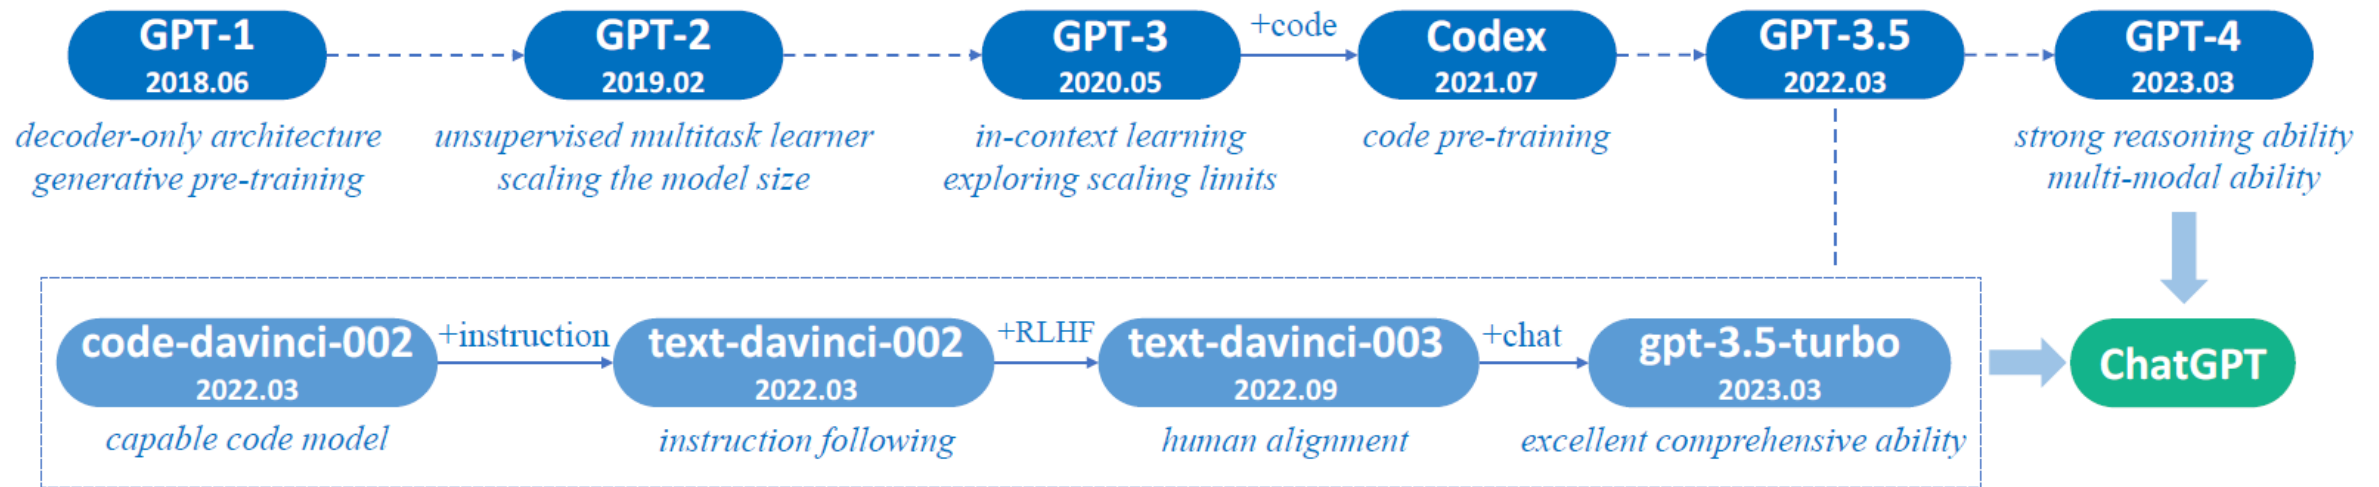 GPT-1
2018.06
GPT-2
2019.02
GPT-3
2020.05
+code
Codex
2021.07
GPT-3.5
2022.03
GPT-4
2023.03
decoder-only architecture
generative pre-training
unsupervised multitask learner
scaling the model size
in-context learning
exploring scaling limits
code pre-training
strong reasoning ability
multi-modal ability
code-davinci-002
2022.03
+instruction
text-davinci-002
2022.03
+RLHF
text-davinci-003
2022.09
+chat
gpt-3.5-turbo
2023.03
ChatGPT
capable code model
instruction following
human alignment
excellent comprehensive ability